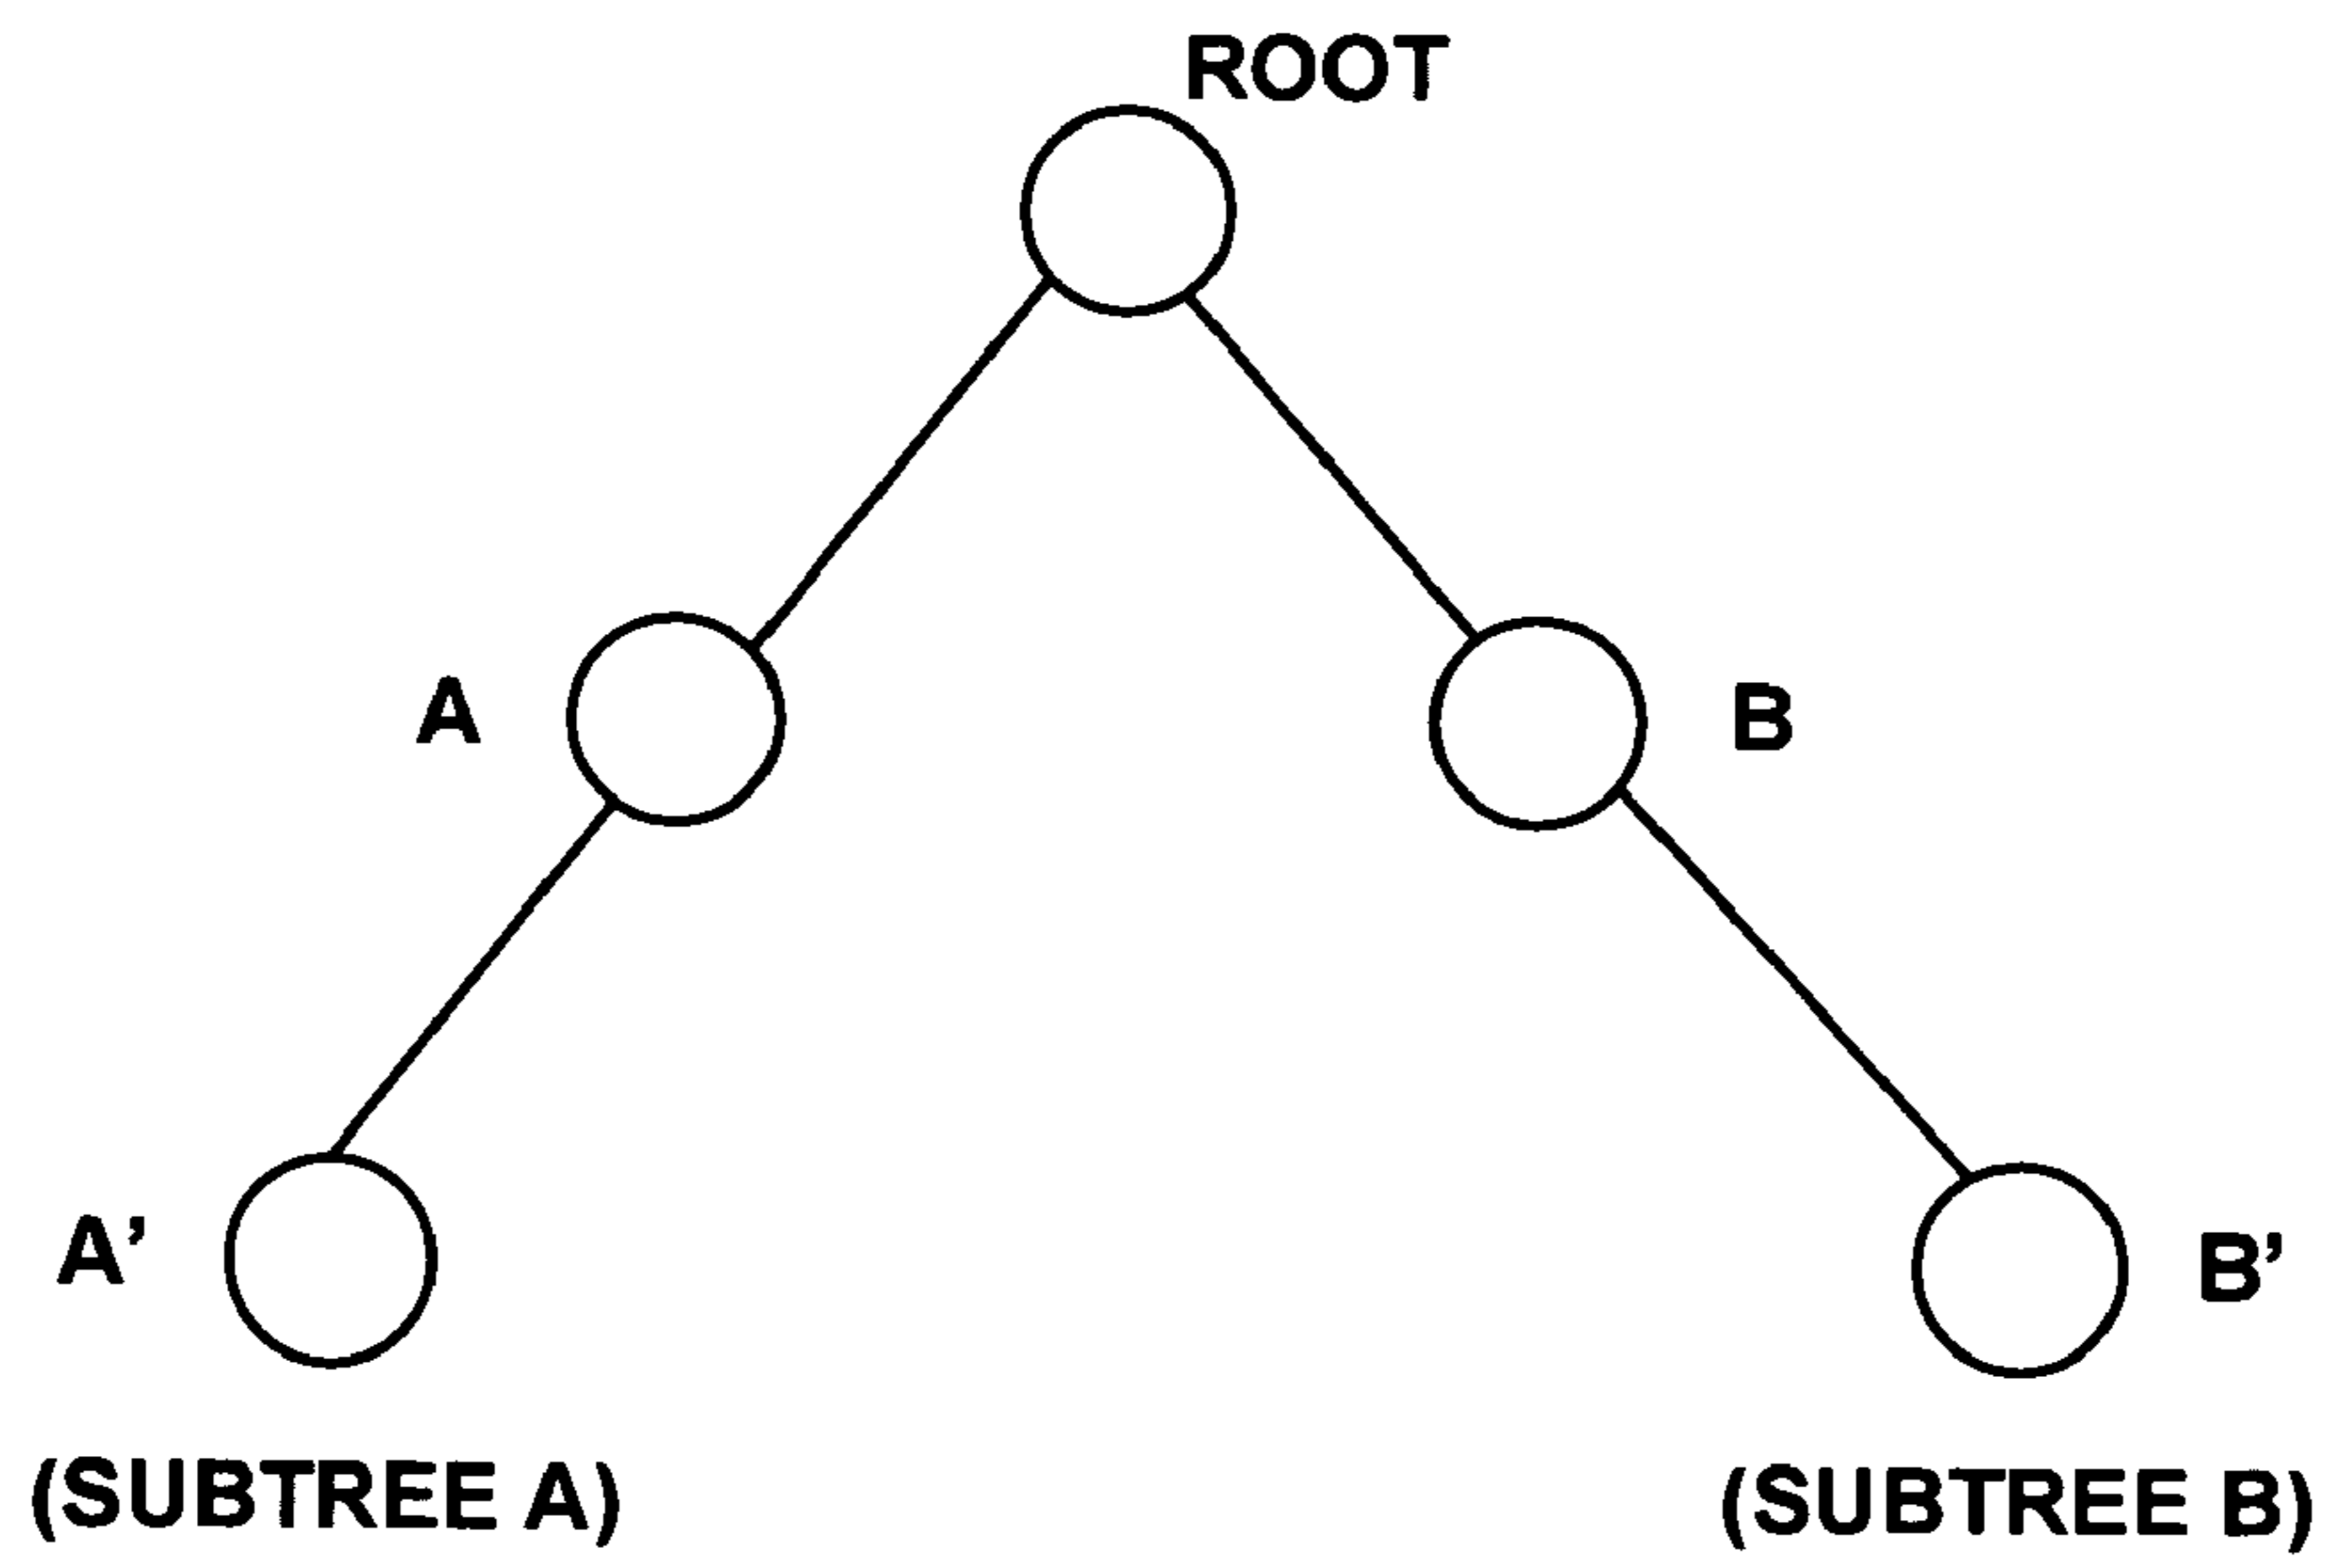 ROOT
A
B
A’
B’
(SUBTREE A)
(SUBTREE B)